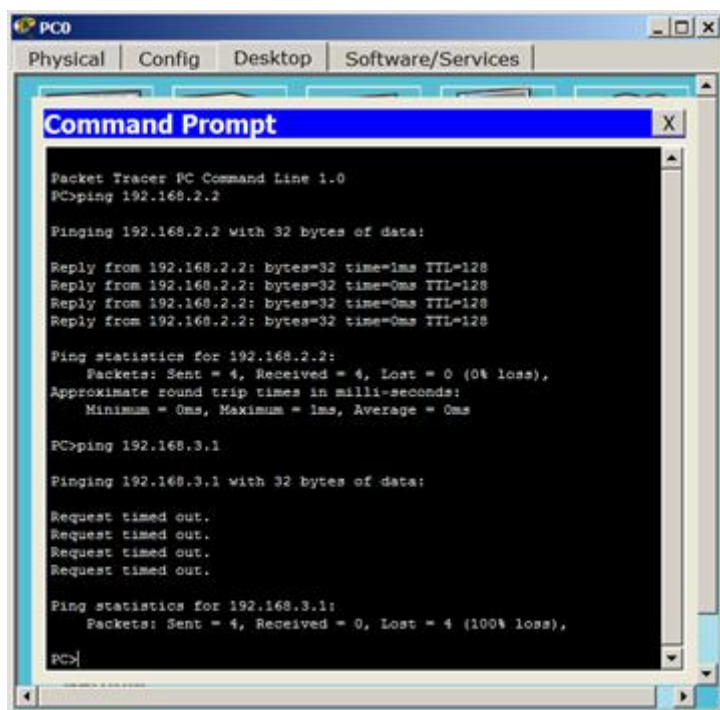 PC0
Physical Config Desktop Software/Services
Command Prompt X
Packet Tracer PC Command Line 1.0
PC>ping 192.168.2.2
Pinging 192.168.2.2 with 32 bytes of data:
Reply from 192.168.2.2: bytes=32 time=1ms TTL=128
Reply from 192.168.2.2: bytes=32 time=0ms TTL=128
Reply from 192.168.2.2: bytes=32 time=0ms TTL=128
Reply from 192.168.2.2: bytes=32 time=0ms TTL=128
Ping statistics for 192.168.2.2:
Packets: Sent = 4, Received = 4, Lost = 0 (0% loss),
Approximate round trip times in milli-seconds:
Minimum = 0ms, Maximum = 1ms, Average = 0ms
PC>ping 192.168.3.1
Pinging 192.168.3.1 with 32 bytes of data:
Request timed out.
Request timed out.
Request timed out.
Request timed out.
Ping statistics for 192.168.3.1:
Packets: Sent = 4, Received = 0, Lost = 4 (100% loss),
PC>